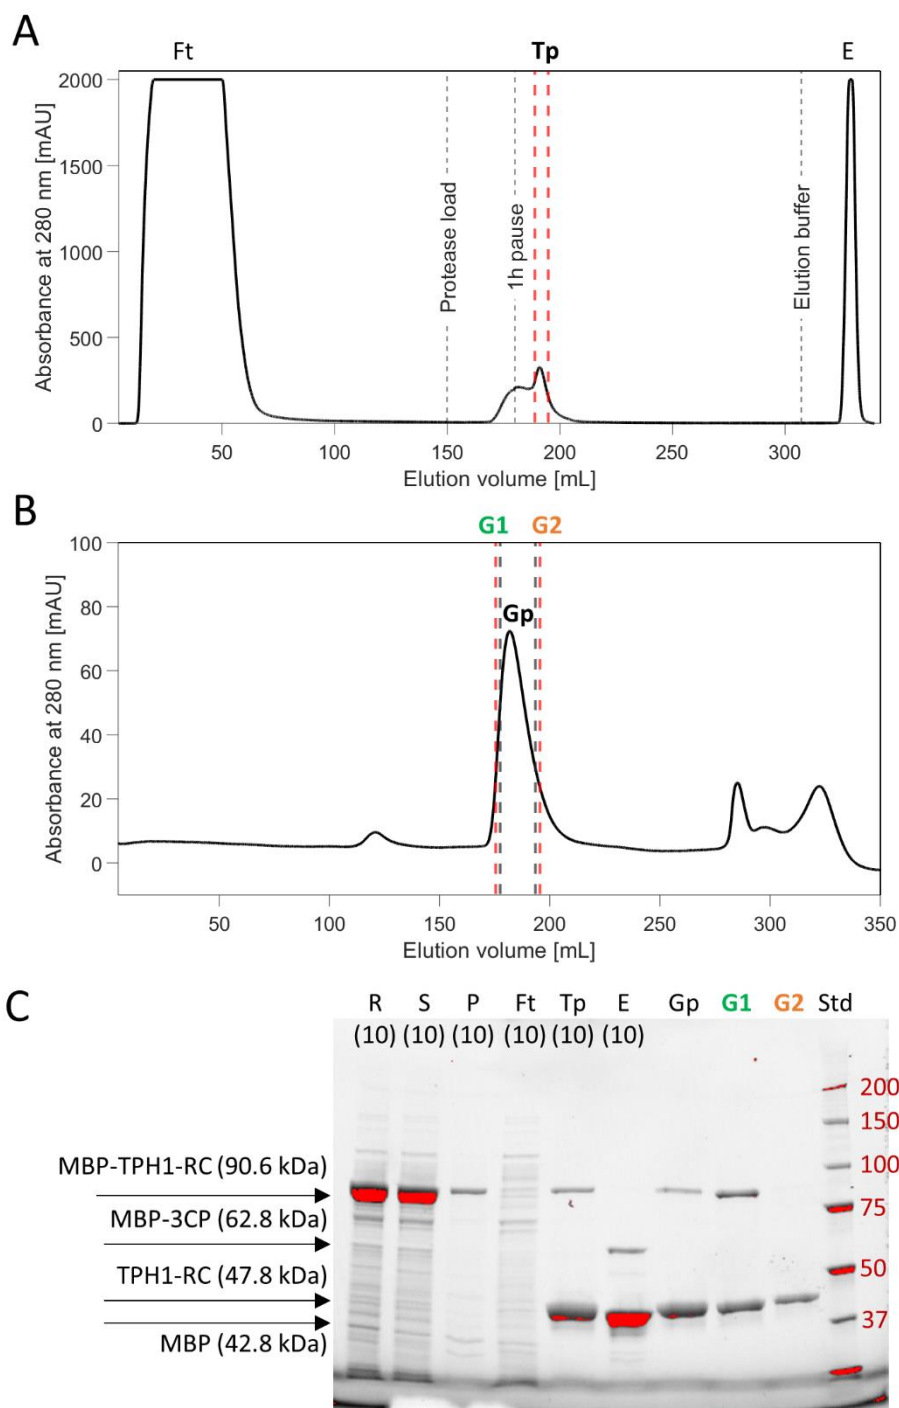 A
Ft Tp E
2000
1500
1000
500
0
Absorbance at 280 nm [mAU]
Protease load
1h pause
Elution buffer
50 100 150 200 250 300
Elution volume [mL]
B
G1 G2
100
80
60
40
20
0
Absorbance at 280 nm [mAU]
Gp
50 100 150 200 250 300 350
Elution volume [mL]
C
R S P Ft Tp E Gp G1 G2 Std
(10) (10) (10) (10) (10) (10)
200
150
100
75
50
37
MBP-TPH1-RC (90.6 kDa)
MBP-3CP (62.8 kDa)
TPH1-RC (47.8 kDa)
MBP (42.8 kDa)